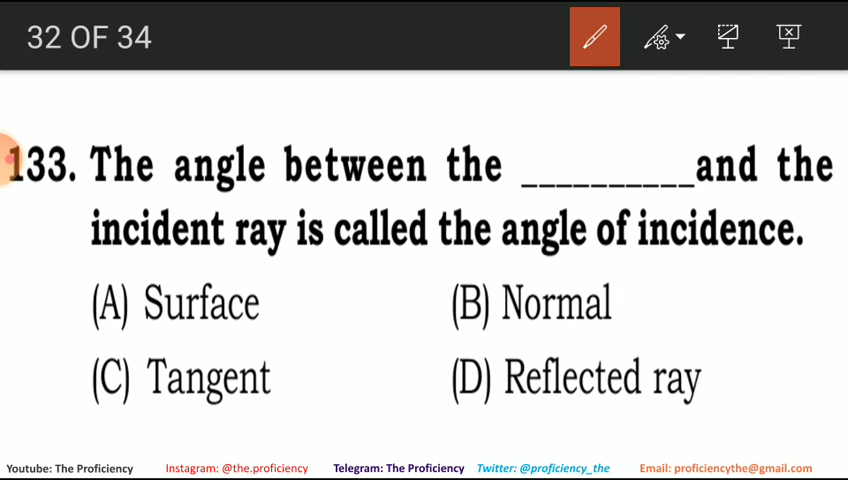 32 OF 34
133. The angle between the __________and the
incident ray is called the angle of incidence.
(A) Surface (B) Normal
(C) Tangent (D) Reflected ray
Youtube: The Proficiency Instagram: @the.proficiency Telegram: The Proficiency Twitter: @proficiency_the Email: proficiencythe@gmail.com